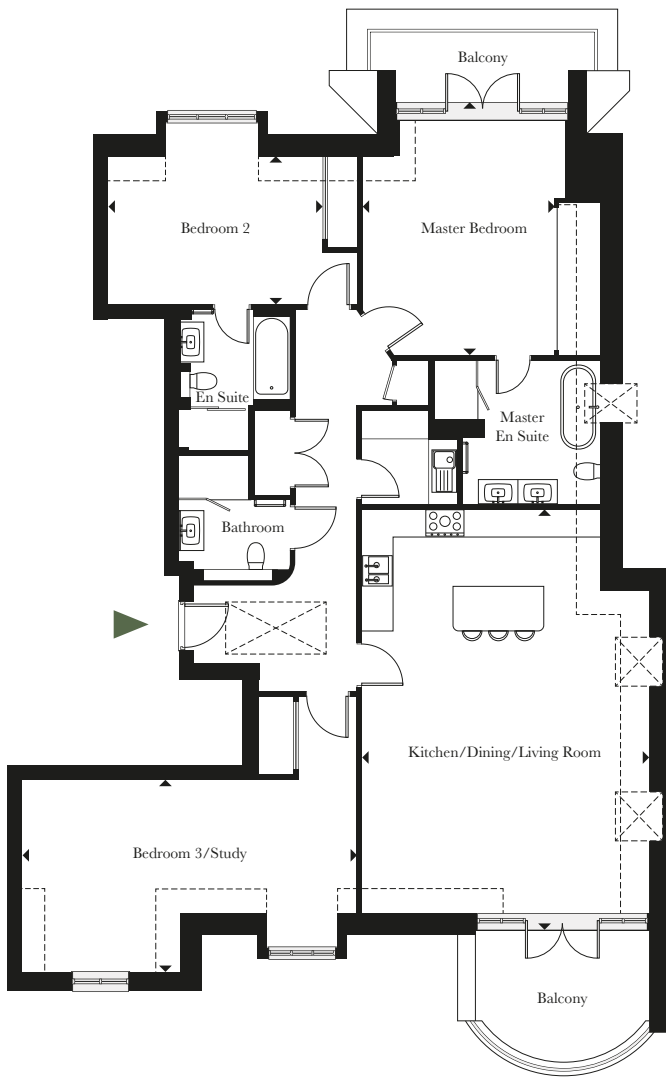 Balcony
Bedroom 2
Master Bedroom
En Suite
Master
En Suite
Bathroom
Kitchen/Dining/Living Room
Bedroom 3/Study
Balcony